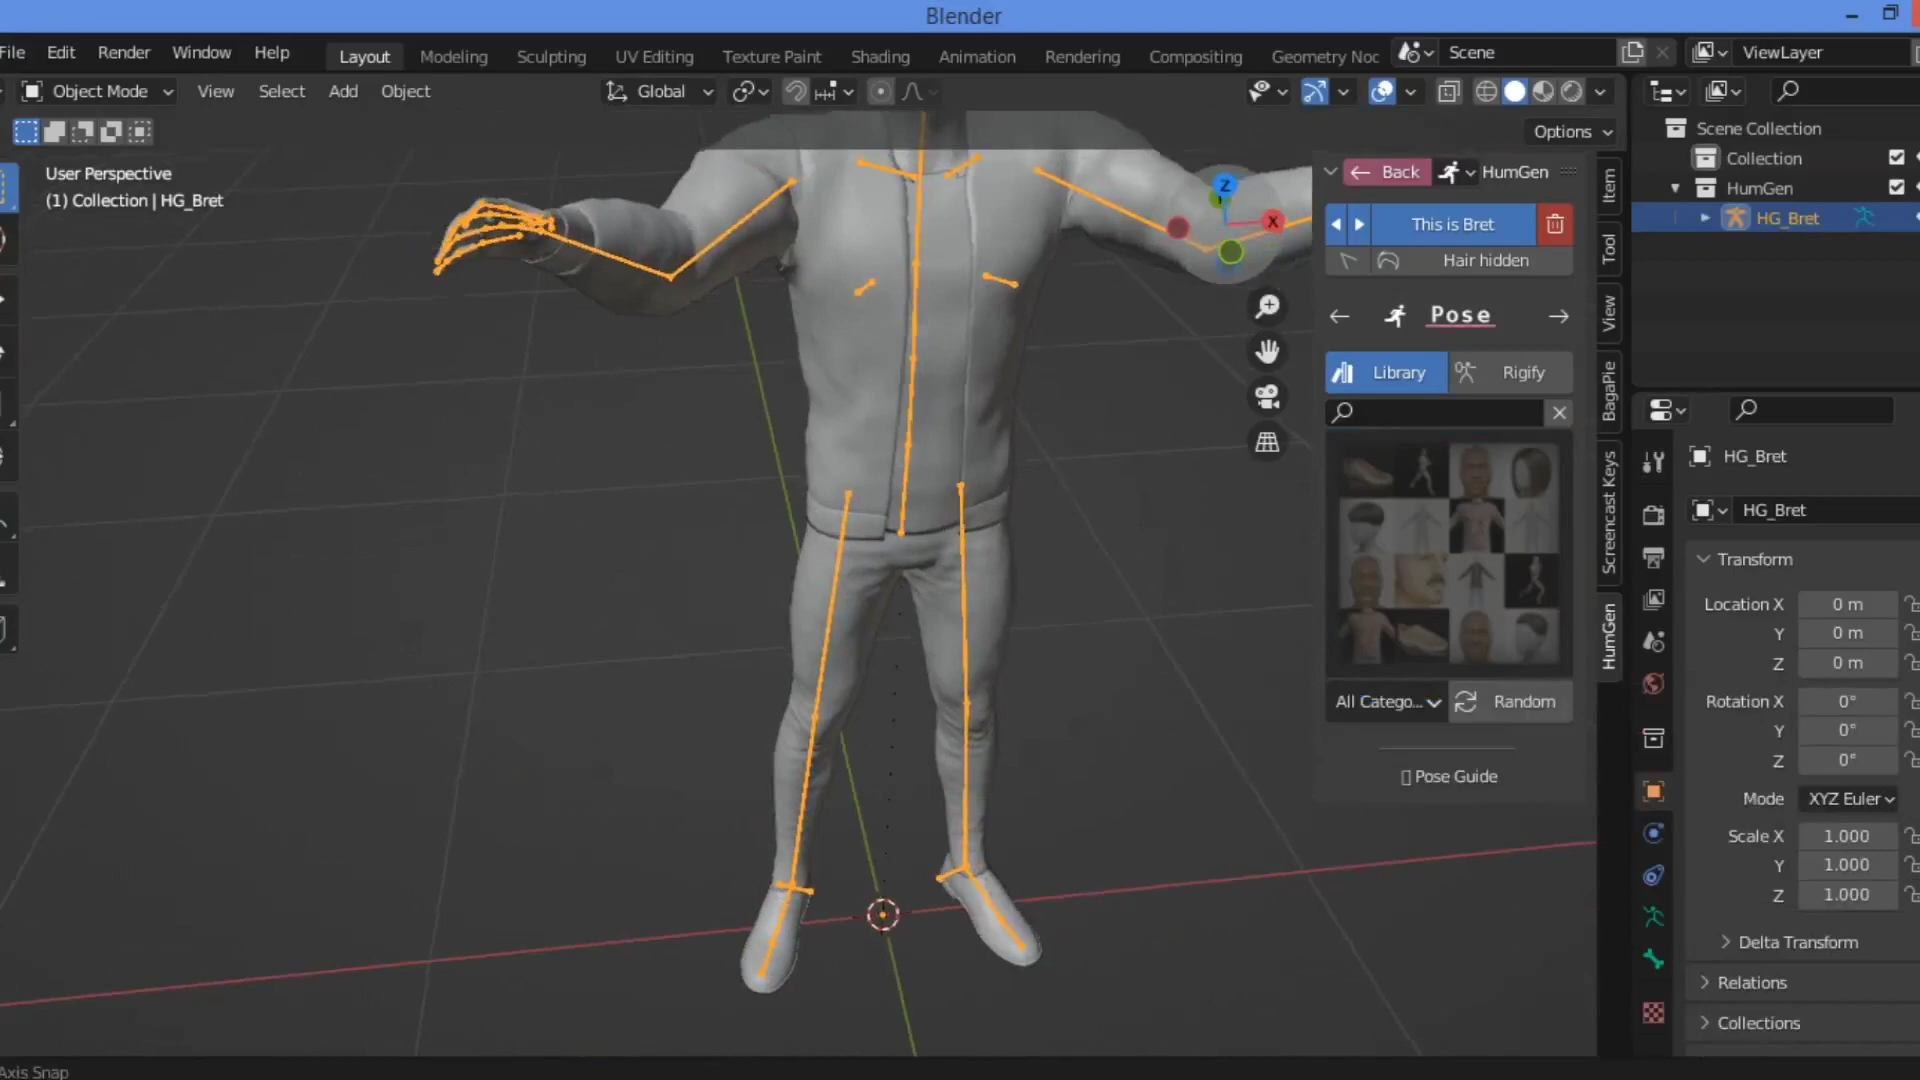 Blender
File Edit Render Window Help Layout Modeling Sculpting UV Editing Texture Paint Shading Animation Rendering Compositing Geometry Noc Scene ViewLayer
Object Mode View Select Add Object Global
Options
User Perspective
(1) Collection | HG_Bret
Z
X
Back HumGen
This is Bret
Hair hidden
Pose
Library Rigify
All Catego... Random
Pose Guide
Item
Tool
View
BagaPie
Screencast Keys
HumGen
Scene Collection
Collection
HumGen
HG_Bret
HG_Bret
HG_Bret
Transform
Location X 0 m
Y 0 m
Z 0 m
Rotation X 0°
Y 0°
Z 0°
Mode XYZ Euler
Scale X 1.000
Y 1.000
Z 1.000
Delta Transform
Relations
Collections
Axis Snap